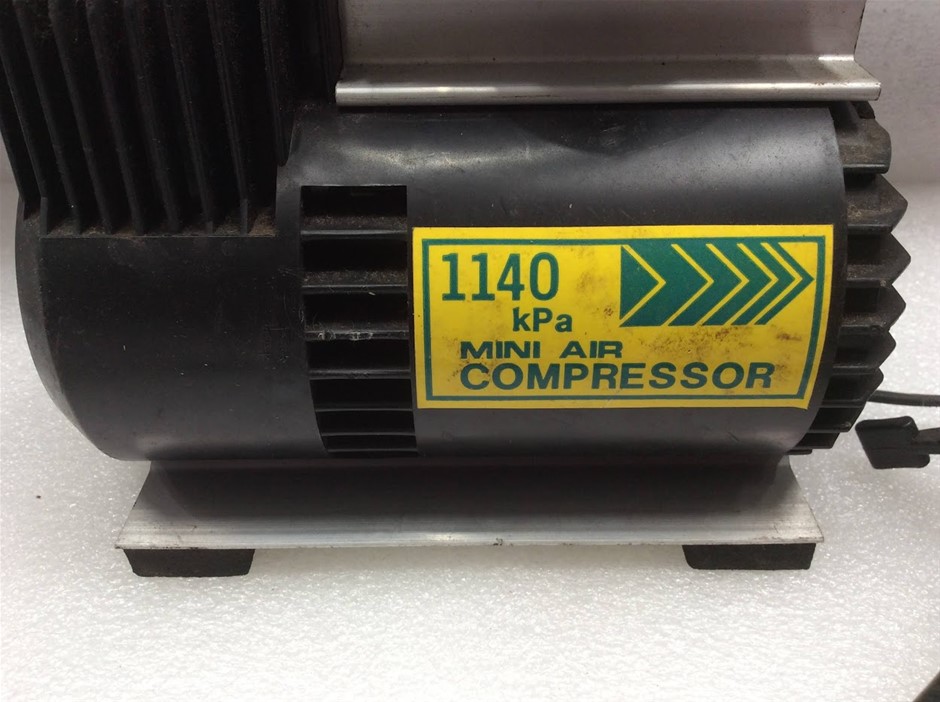 1140
kPa
MINI AIR
COMPRESSOR